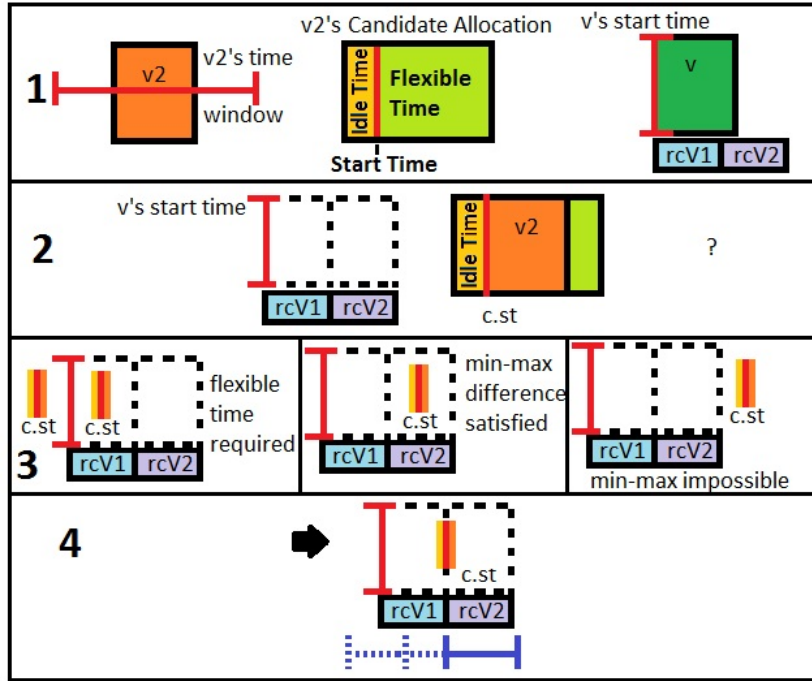 v2's Candidate Allocation
v's start time
1
v2
v2's time
window
Idle Time
Flexible
Time
Start Time
v
rcV1
rcV2
2
v's start time
rcV1
rcV2
Idle Time
v2
c.st
?
3
c.st
c.st
flexible
time
required
rcV1
rcV2
c.st
min-max
difference
satisfied
rcV1
rcV2
c.st
rcV1
rcV2
min-max impossible
4
c.st
rcV1
rcV2